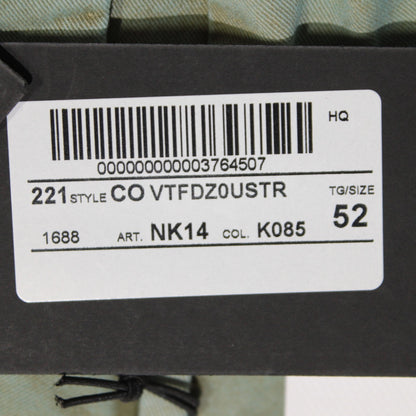 HQ
000000000003764507
221 STYLE CO VTFDZ0USTR
TG/SIZE
52
1688 ART. NK14 COL. K085